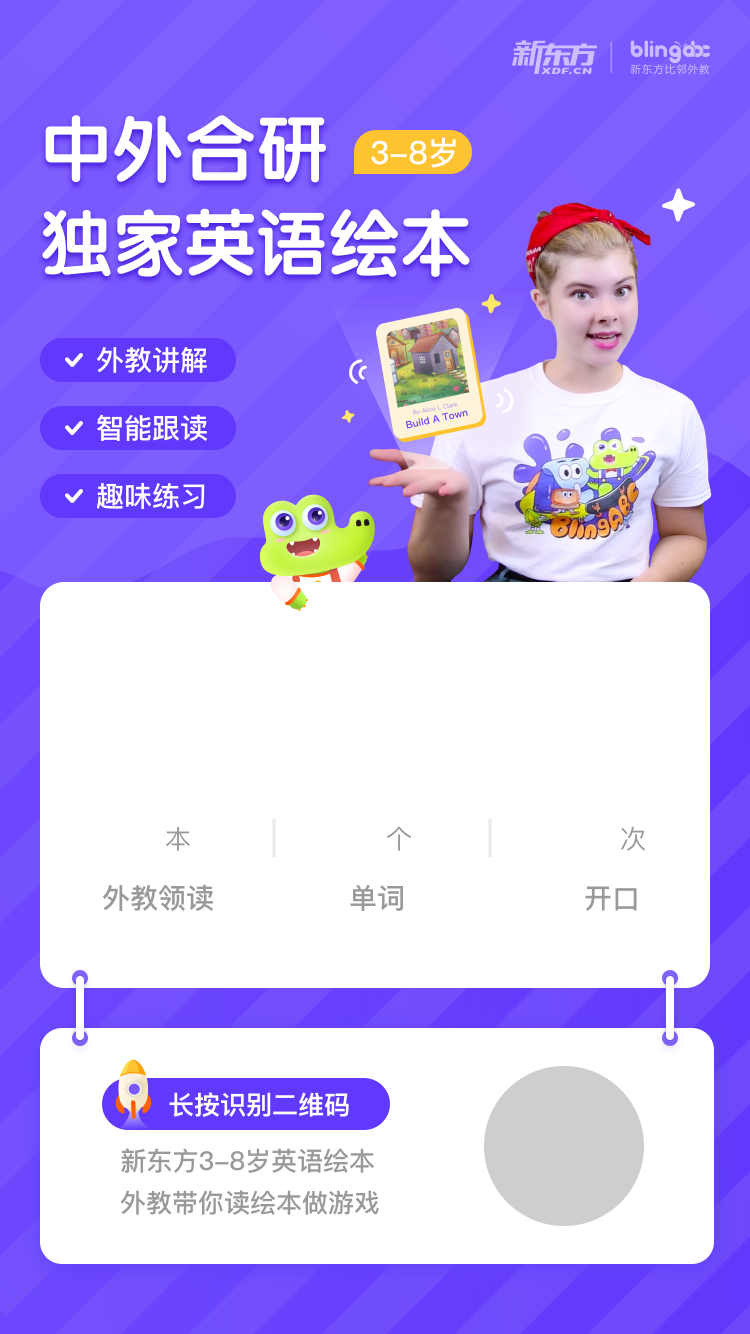 新东方
XDF.CN
blingabc
新东方比邻外教
中外合研
3-8岁
独家英语绘本
外教讲解
智能跟读
趣味练习
By Alice L Clark
Build A Town
BlingABC
本
个
次
外教领读
单词
开口
长按识别二维码
新东方3-8岁英语绘本
外教带你读绘本做游戏